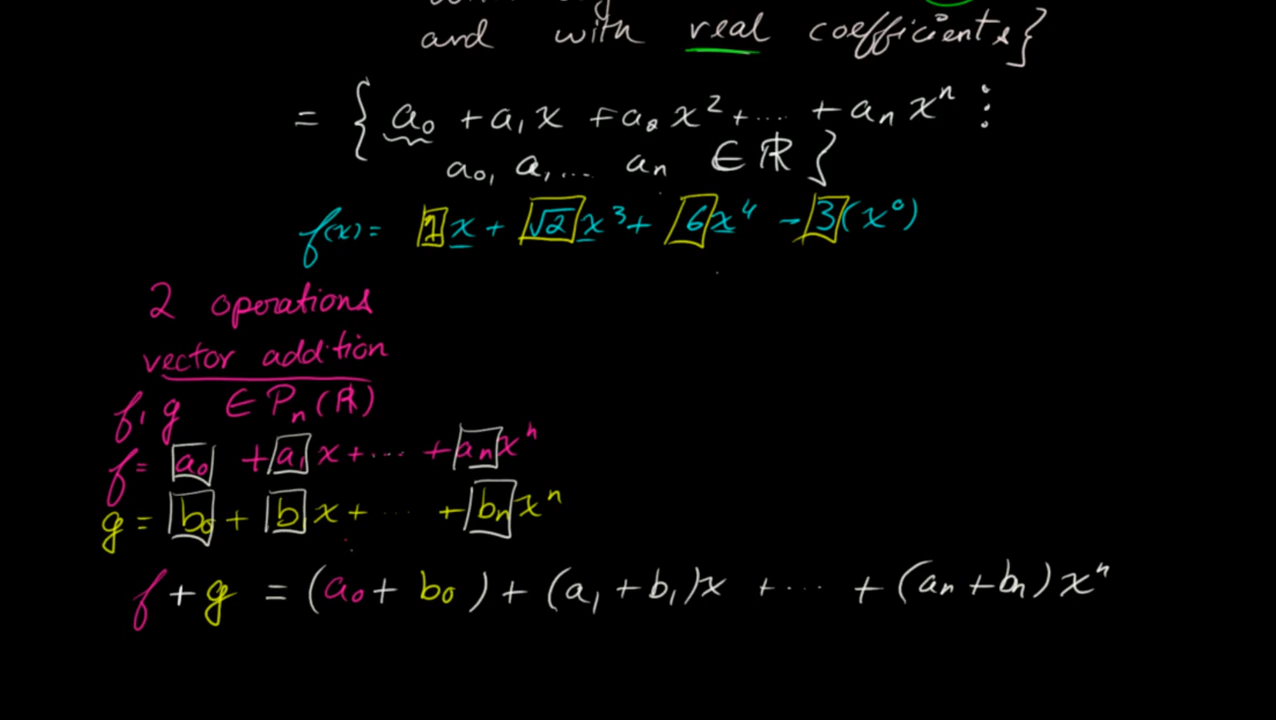 and with real coefficients}
= { a₀ + a₁x + a₂x² + ... + aₙxⁿ :
a₀, a₁, ... aₙ ∈ ℝ }
f(x) = 1x + √2x³ + 6x⁴ - 3(x⁰)
2 operations
vector addition
f, g ∈ Pₙ(ℝ)
f = a₀ + a₁x + ... + aₙxⁿ
g = b₀ + bx + ... + bₙxⁿ
f + g = (a₀ + b₀) + (a₁ + b₁)x + ... + (aₙ + bₙ)xⁿ